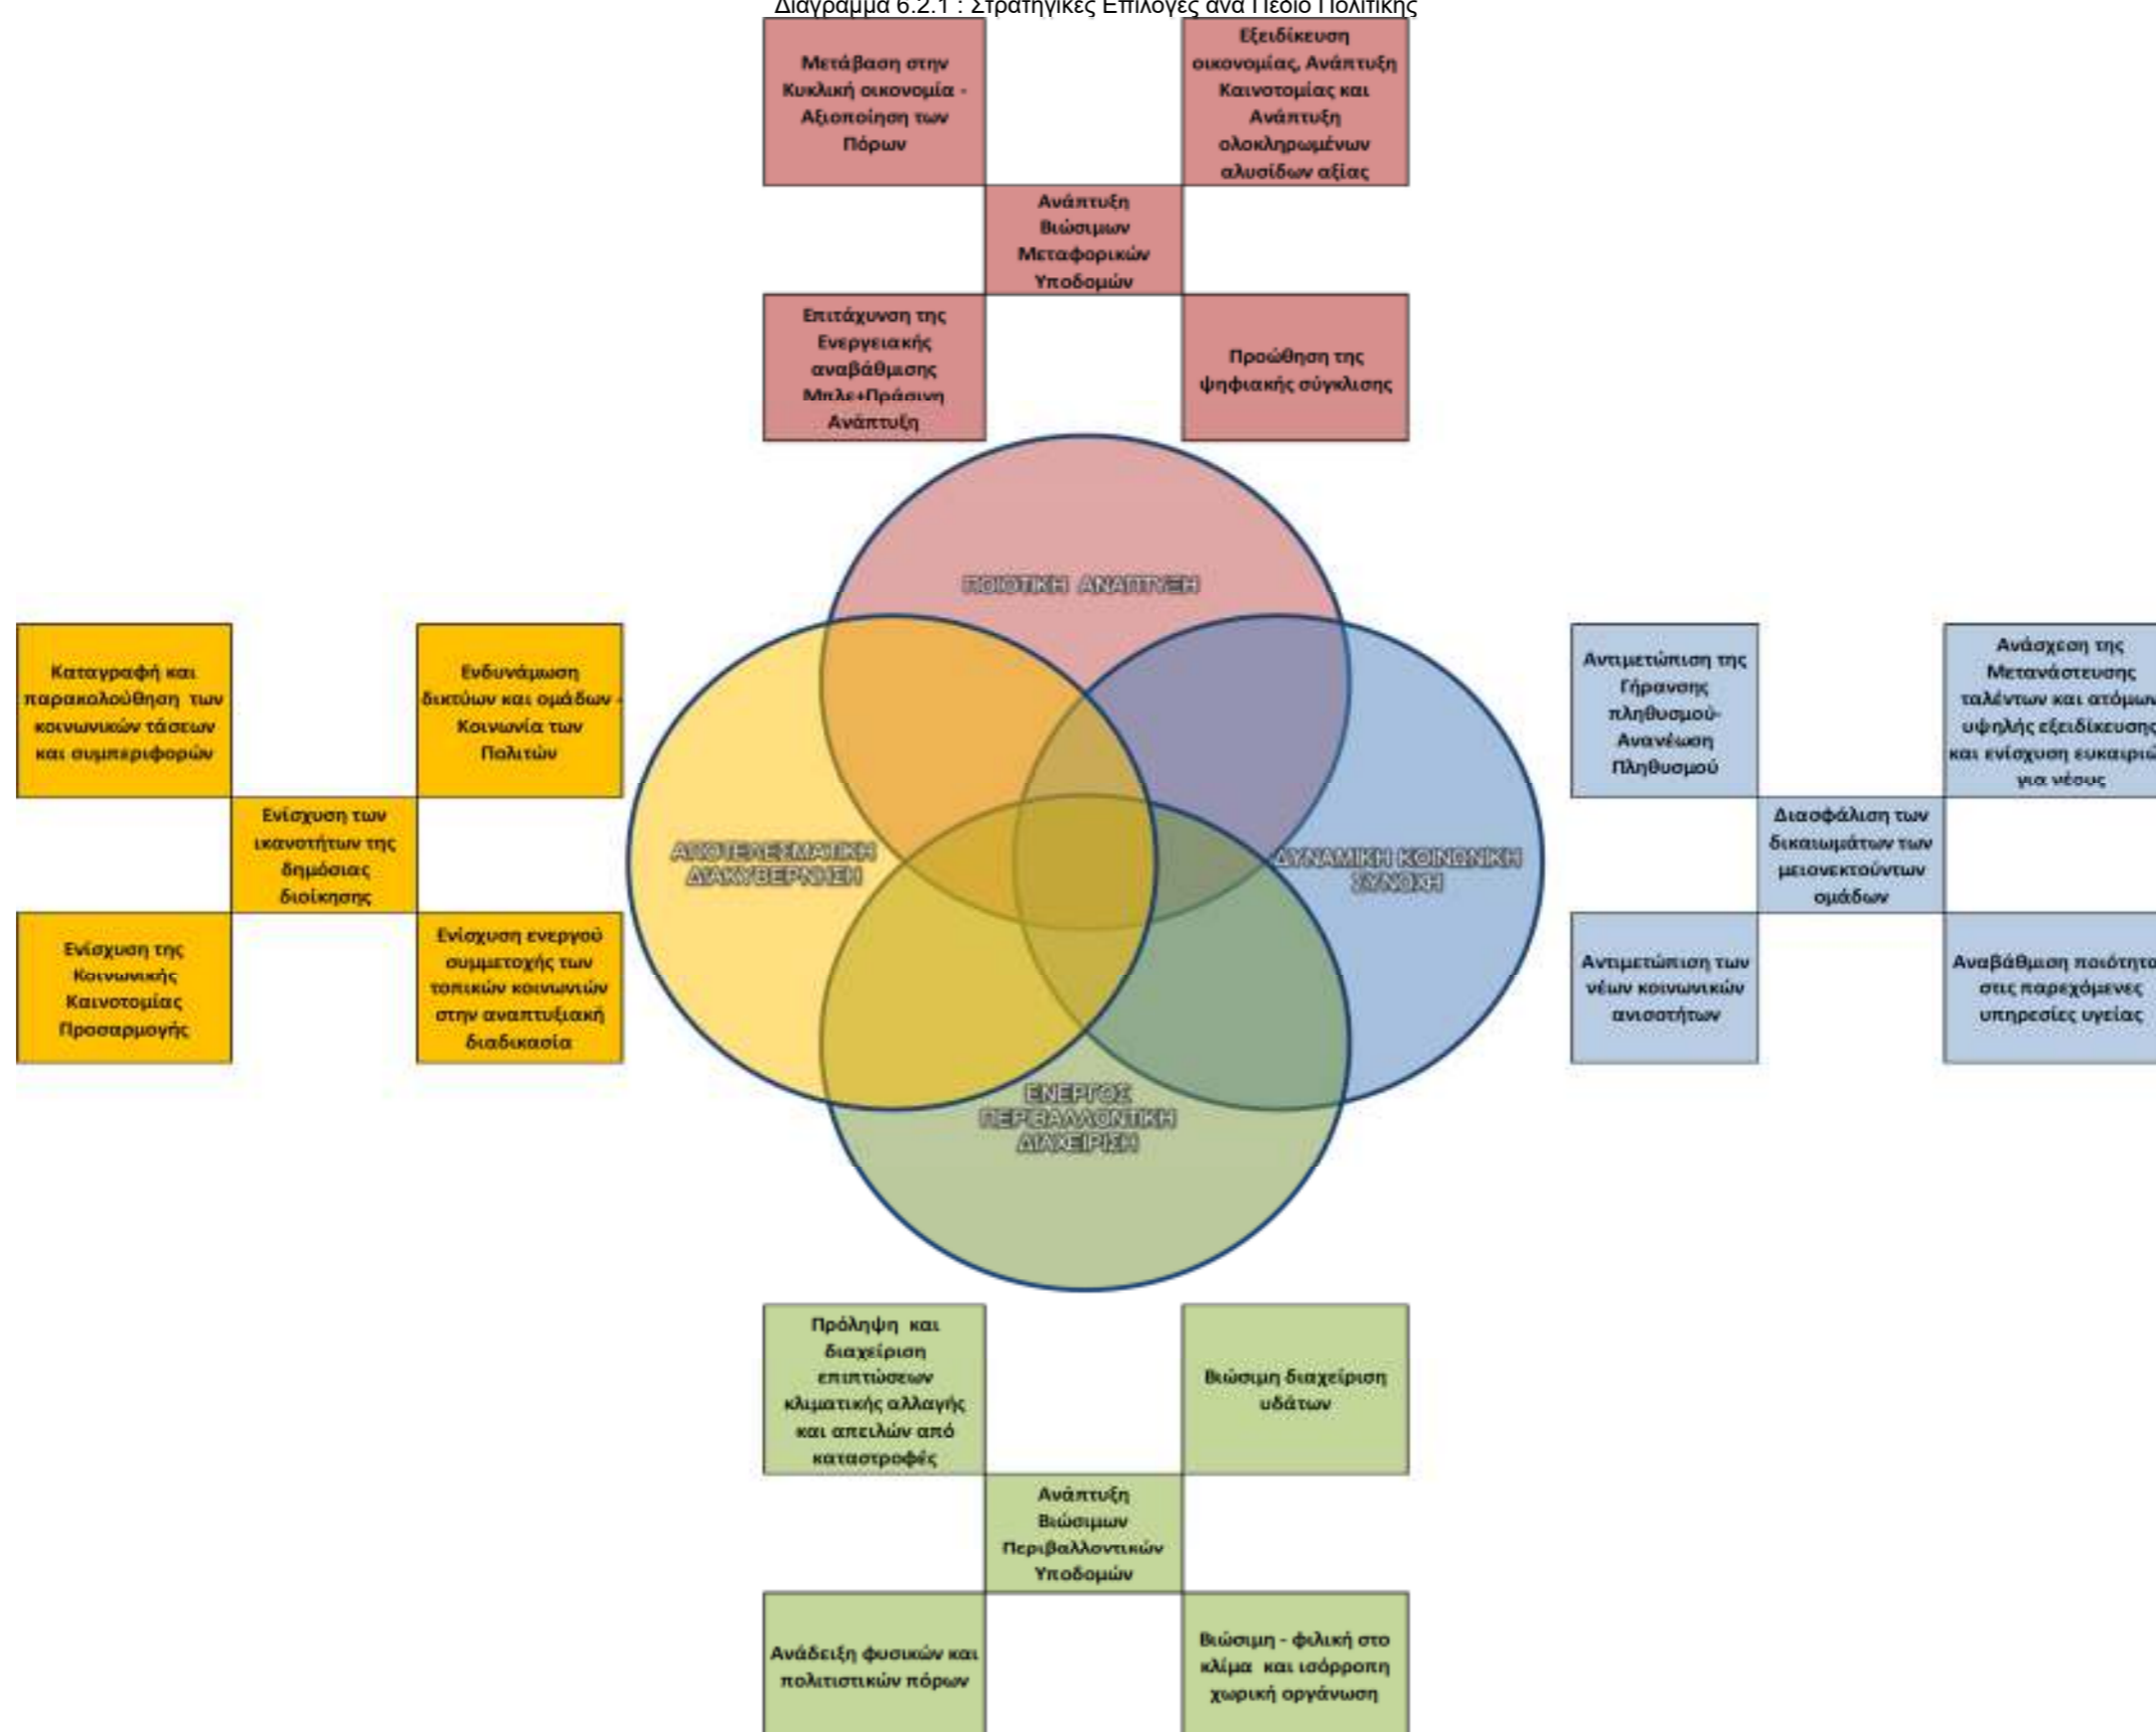 Διάγραμμα 6.2.1 : Στρατηγικές Επιλογές ανά Πεδίο Πολιτικής
Μετάβαση στην
Κυκλική οικονομία -
Αξιοποίηση των
Πόρων
Εξειδίκευση
οικονομίας, Ανάπτυξη
Καινοτομίας και
Ανάπτυξη
ολοκληρωμένων
αλυσίδων αξίας
Ανάπτυξη
Βιώσιμων
Μεταφορικών
Υποδομών
Επιτάχυνση της
Ενεργειακής
αναβάθμισης
Μπλε+Πράσινη
Ανάπτυξη
Προώθηση της
ψηφιακής σύγκλισης
ΠΟΙΟΤΙΚΗ ΑΝΑΠΤΥΞΗ
Καταγραφή και
παρακολούθηση των
κοινωνικών τάσεων
και συμπεριφορών
Ενδυνάμωση
δικτύων και ομάδων -
Κοινωνία των
Πολιτών
Ενίσχυση των
ικανοτήτων της
δημόσιας
διοίκησης
Ενίσχυση της
Κοινωνικής
Καινοτομίας
Προσαρμογής
Ενίσχυση ενεργού
συμμετοχής των
τοπικών κοινωνιών
στην αναπτυξιακή
διαδικασία
ΑΠΟΤΕΛΕΣΜΑΤΙΚΗ
ΔΙΑΚΥΒΕΡΝΗΣΗ
ΔΥΝΑΜΙΚΗ ΚΟΙΝΩΝΙΚΗ
ΣΥΝΟΧΗ
Αντιμετώπιση της
Γήρανσης
πληθυσμού-
Ανανέωση
Πληθυσμού
Ανάσχεση της
Μετανάστευσης
ταλέντων και ατόμων
υψηλής εξειδίκευσης
και ενίσχυση ευκαιριώ
για νέους
Διασφάλιση των
δικαιωμάτων των
μειονεκτούντων
ομάδων
Αντιμετώπιση των
νέων κοινωνικών
ανισοτήτων
Αναβάθμιση ποιότητα
στις παρεχόμενες
υπηρεσίες υγείας
ΕΝΕΡΓΟΣ
ΠΕΡΙΒΑΛΛΟΝΤΙΚΗ
ΔΙΑΧΕΙΡΙΣΗ
Πρόληψη και
διαχείριση
επιπτώσεων
κλιματικής αλλαγής
και απειλών από
καταστροφές
Βιώσιμη διαχείριση
υδάτων
Ανάπτυξη
Βιώσιμων
Περιβαλλοντικών
Υποδομών
Ανάδειξη φυσικών και
πολιτιστικών πόρων
Βιώσιμη - φιλική στο
κλίμα και ισόρροπη
χωρική οργάνωση